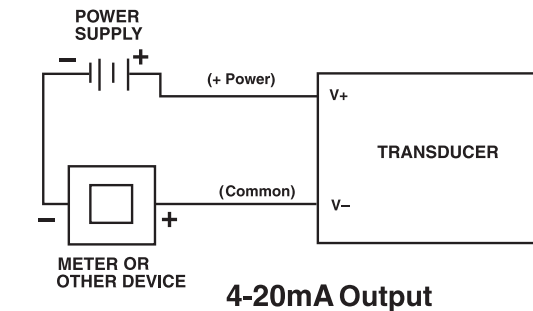 POWER
SUPPLY
− +
(+ Power)
V+
TRANSDUCER
(Common)
V−
− +
METER OR
OTHER DEVICE
4-20mA Output